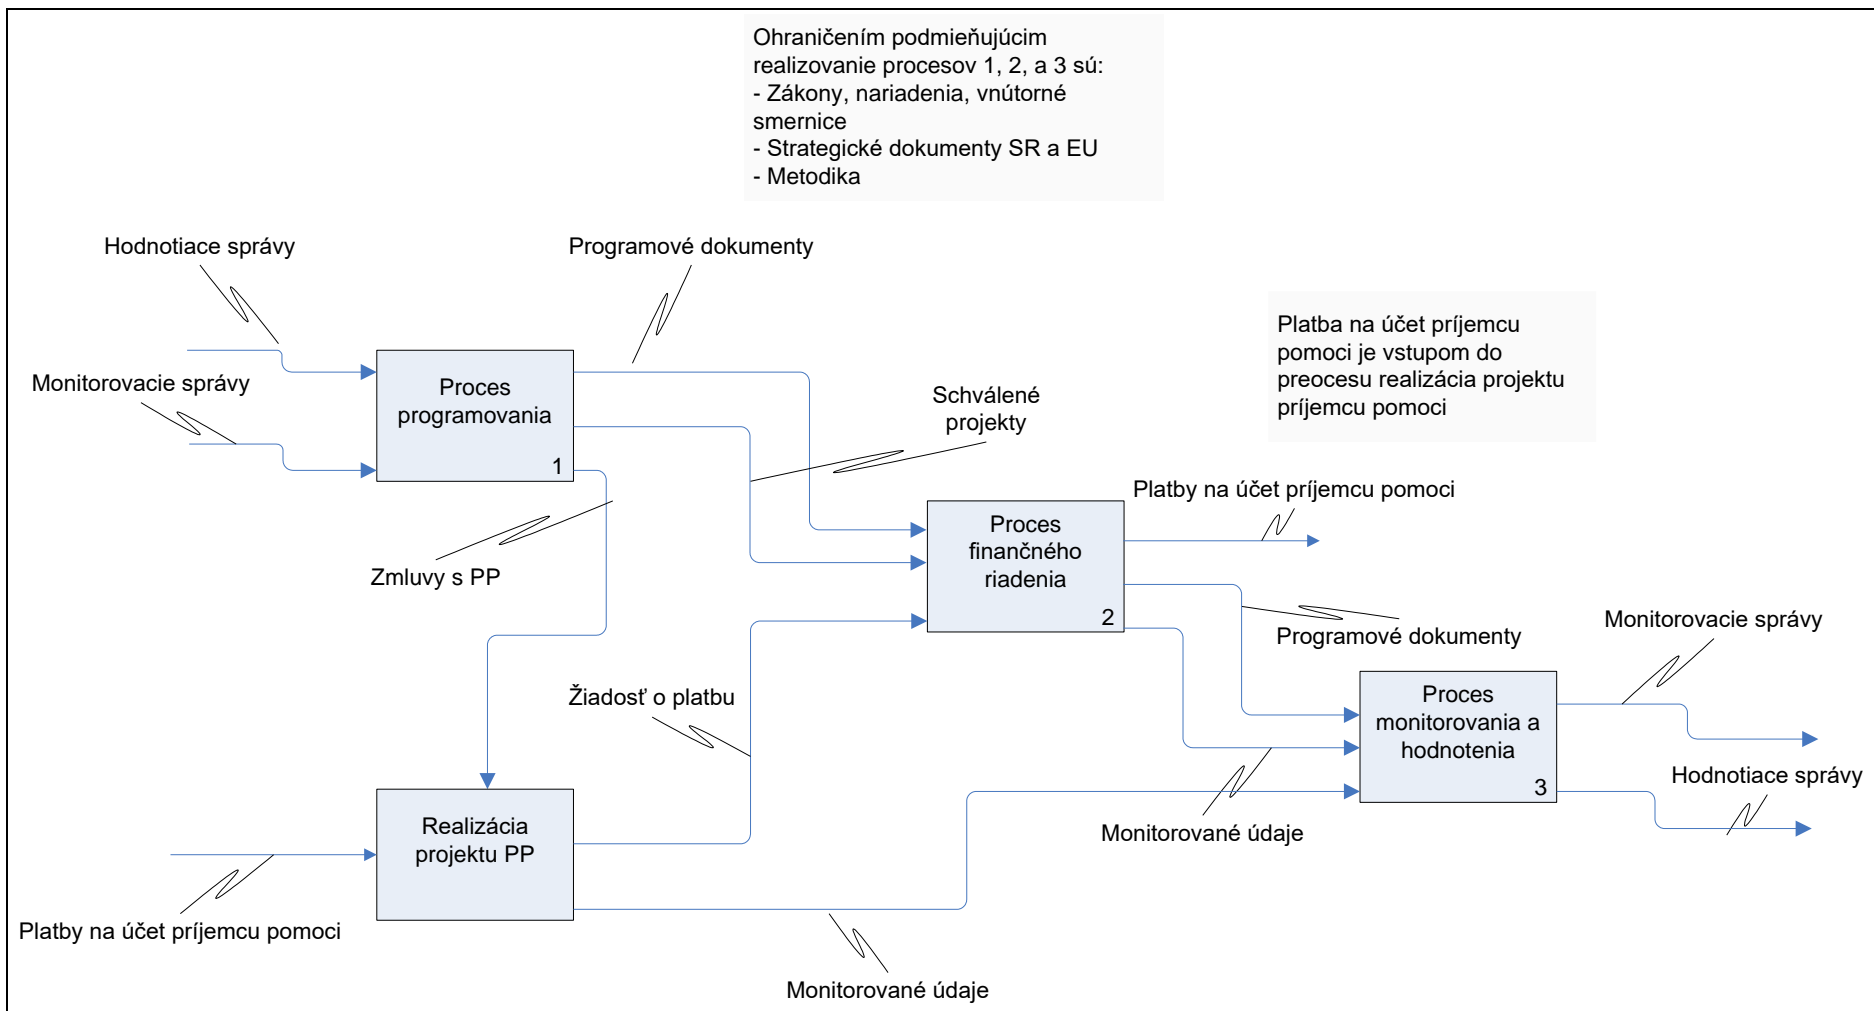 Ohraničením podmieňujúcim
realizovanie procesov 1, 2, a 3 sú:
- Zákony, nariadenia, vnútorné
smernice
- Strategické dokumenty SR a EU
- Metodika
Hodnotiace správy
Programové dokumenty
Platba na účet príjemcu
pomoci je vstupom do
preocesu realizácia projektu
príjemcu pomoci
Monitorovacie správy
Proces
programovania
1
Schválené
projekty
Platby na účet príjemcu pomoci
Proces
finančného
riadenia
2
Zmluvy s PP
Programové dokumenty
Monitorovacie správy
Žiadosť o platbu
Proces
monitorovania a
hodnotenia
3
Hodnotiace správy
Realizácia
projektu PP
Monitorované údaje
Platby na účet príjemcu pomoci
Monitorované údaje